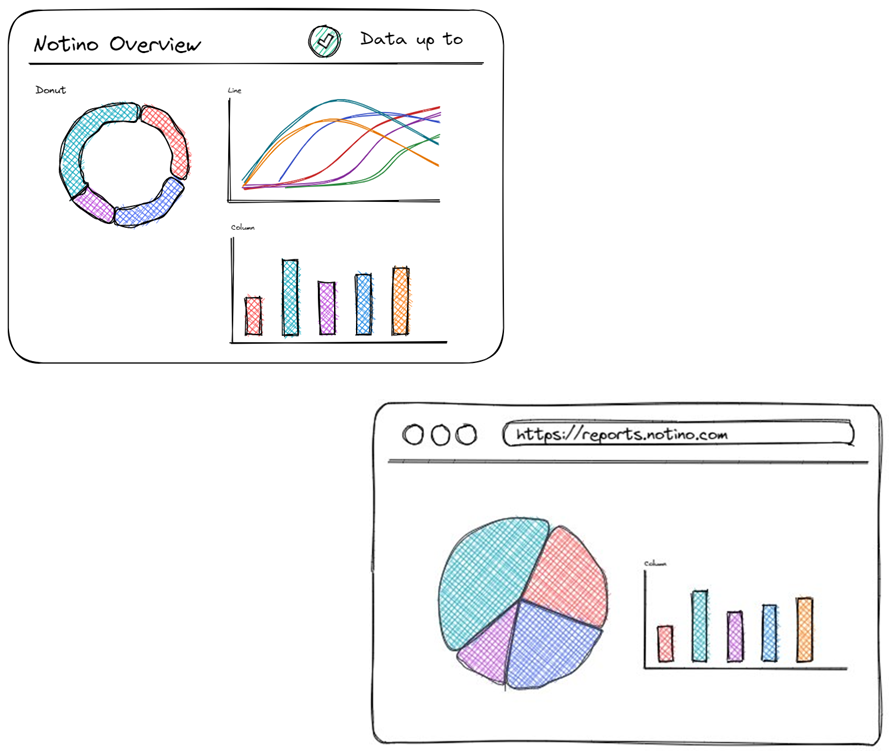 Notino Overview
Data up to
Donut
Line
Column
https://reports.notino.com
Column